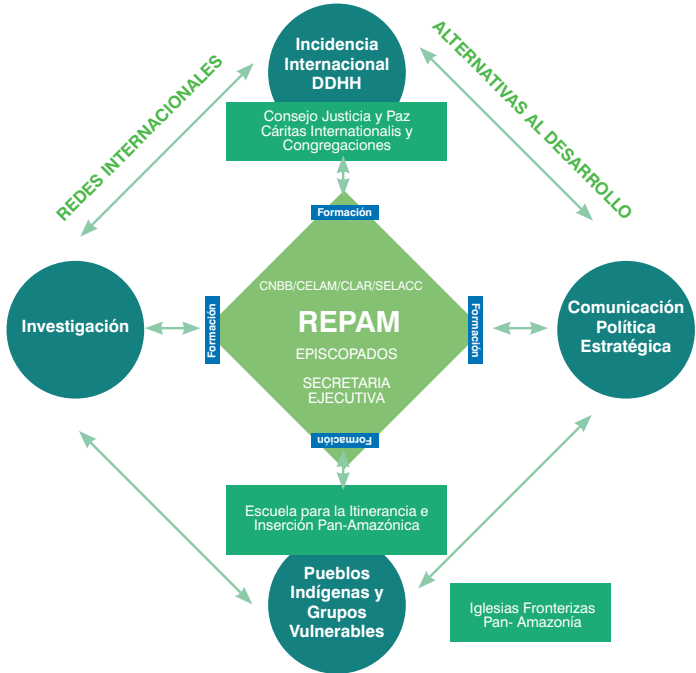 Incidencia
Internacional
DDHH
Consejo Justicia y Paz
Cáritas Internationalis y
Congregaciones
REDES INTERNACIONALES
ALTERNATIVAS AL DESARROLLO
Formación
CNBB/CELAM/CLAR/SELACC
REPAM
EPISCOPADOS
SECRETARIA
EJECUTIVA
Formación
Formación
Formación
Investigación
Comunicación
Política
Estratégica
Escuela para la Itinerancia e
Inserción Pan-Amazónica
Pueblos
Indígenas y
Grupos
Vulnerables
Iglesias Fronterizas
Pan- Amazonía